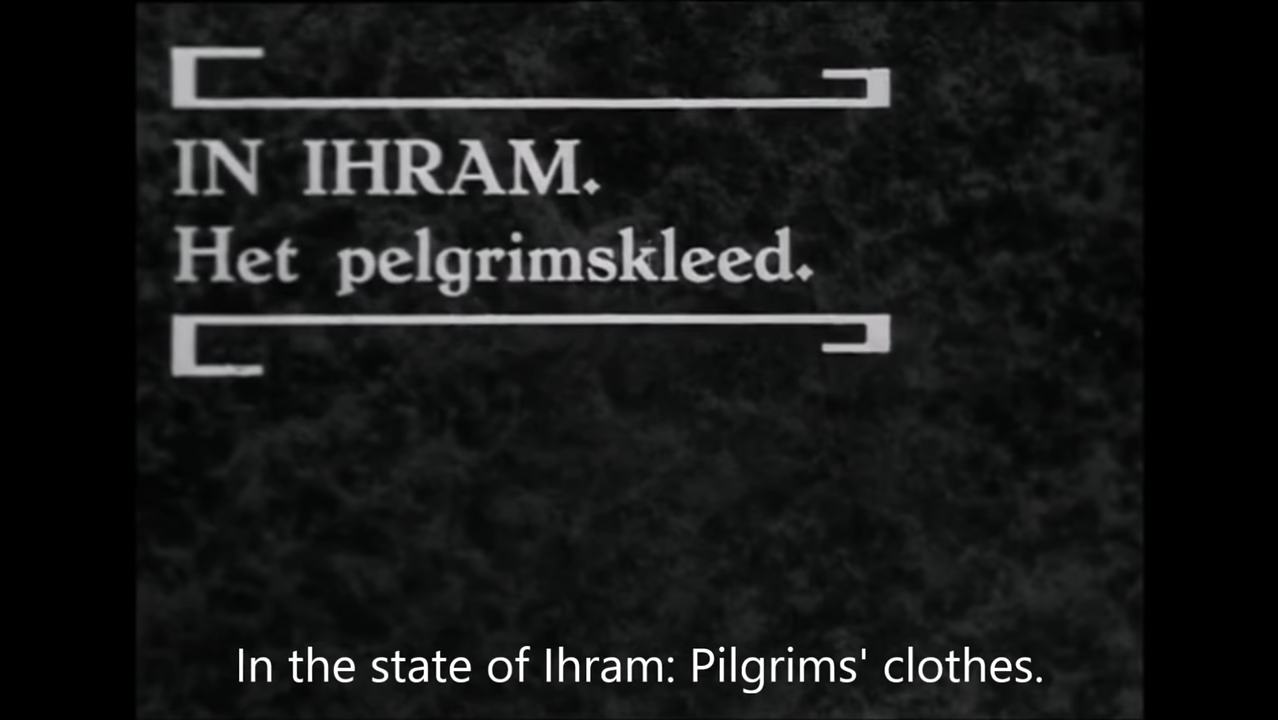 IN IHRAM.
Het pelgrimskleed.
In the state of Ihram: Pilgrims' clothes.